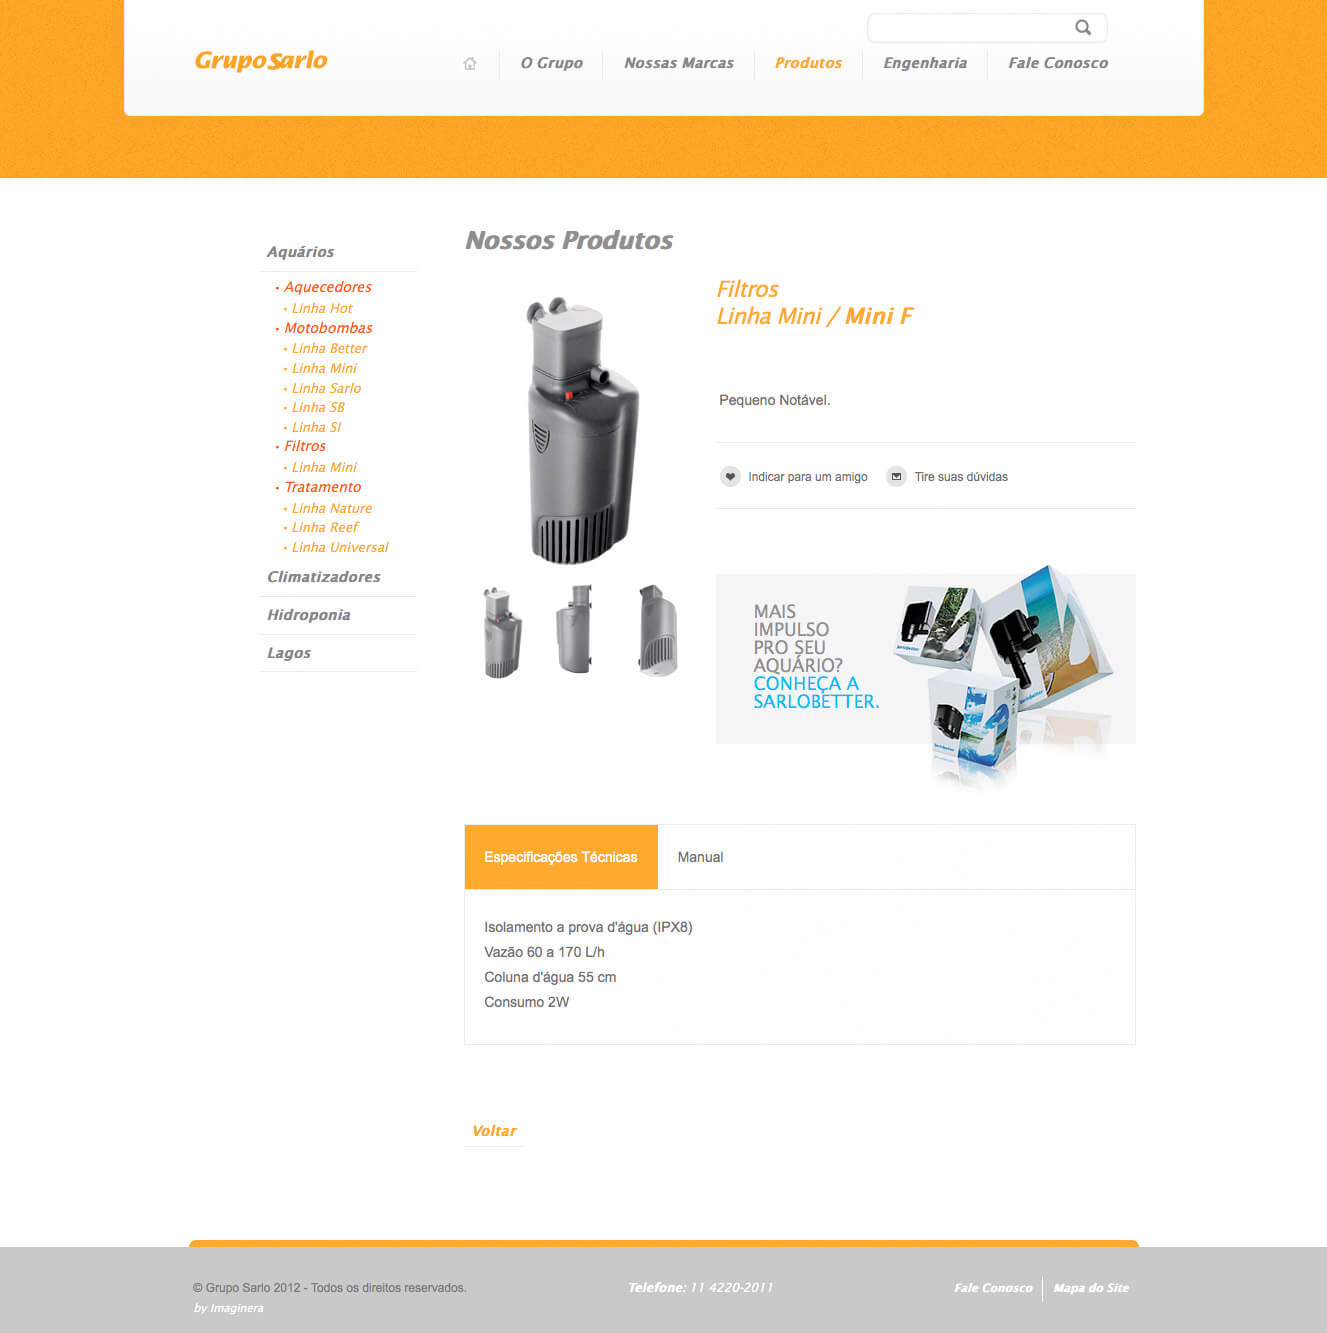 Grupo Sarlo
O Grupo
Nossas Marcas
Produtos
Engenharia
Fale Conosco
Aquários
• Aquecedores
• Linha Hot
• Motobombas
• Linha Better
• Linha Mini
• Linha Sarlo
• Linha SB
• Linha SI
• Filtros
• Linha Mini
• Tratamento
• Linha Nature
• Linha Reef
• Linha Universal
Climatizadores
Hidroponia
Lagos
Nossos Produtos
Filtros
Linha Mini / Mini F
Pequeno Notável.
Indicar para um amigo
Tire suas dúvidas
MAIS
IMPULSO
PRO SEU
AQUÁRIO?
CONHEÇA A
SARLOBETTER.
Especificações Técnicas
Manual
Isolamento a prova d'água (IPX8)
Vazão 60 a 170 L/h
Coluna d'água 55 cm
Consumo 2W
Voltar
© Grupo Sarlo 2012 - Todos os direitos reservados.
by Imaginera
Telefone: 11 4220-2011
Fale Conosco
Mapa do Site